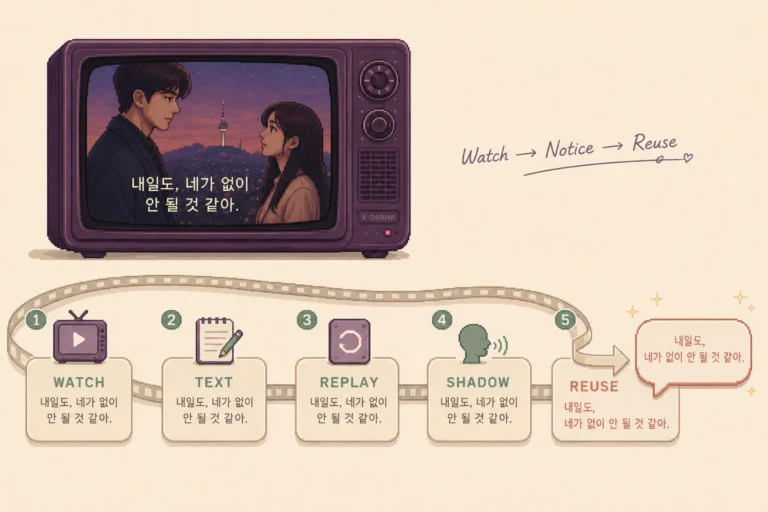 내일도, 네가 없이
안 될 것 같아.
K-DRAMA
Watch → Notice → Reuse
1
WATCH
내일도, 네가 없이
안 될 것 같아.
2
TEXT
내일도, 네가 없이
안 될 것 같아.
3
REPLAY
내일도, 네가 없이
안 될 것 같아.
4
SHADOW
내일도, 네가 없이
안 될 것 같아.
5
REUSE
내일도,
네가 없이 안 될 것 같아.
내일도,
네가 없이 안 될 것 같아.